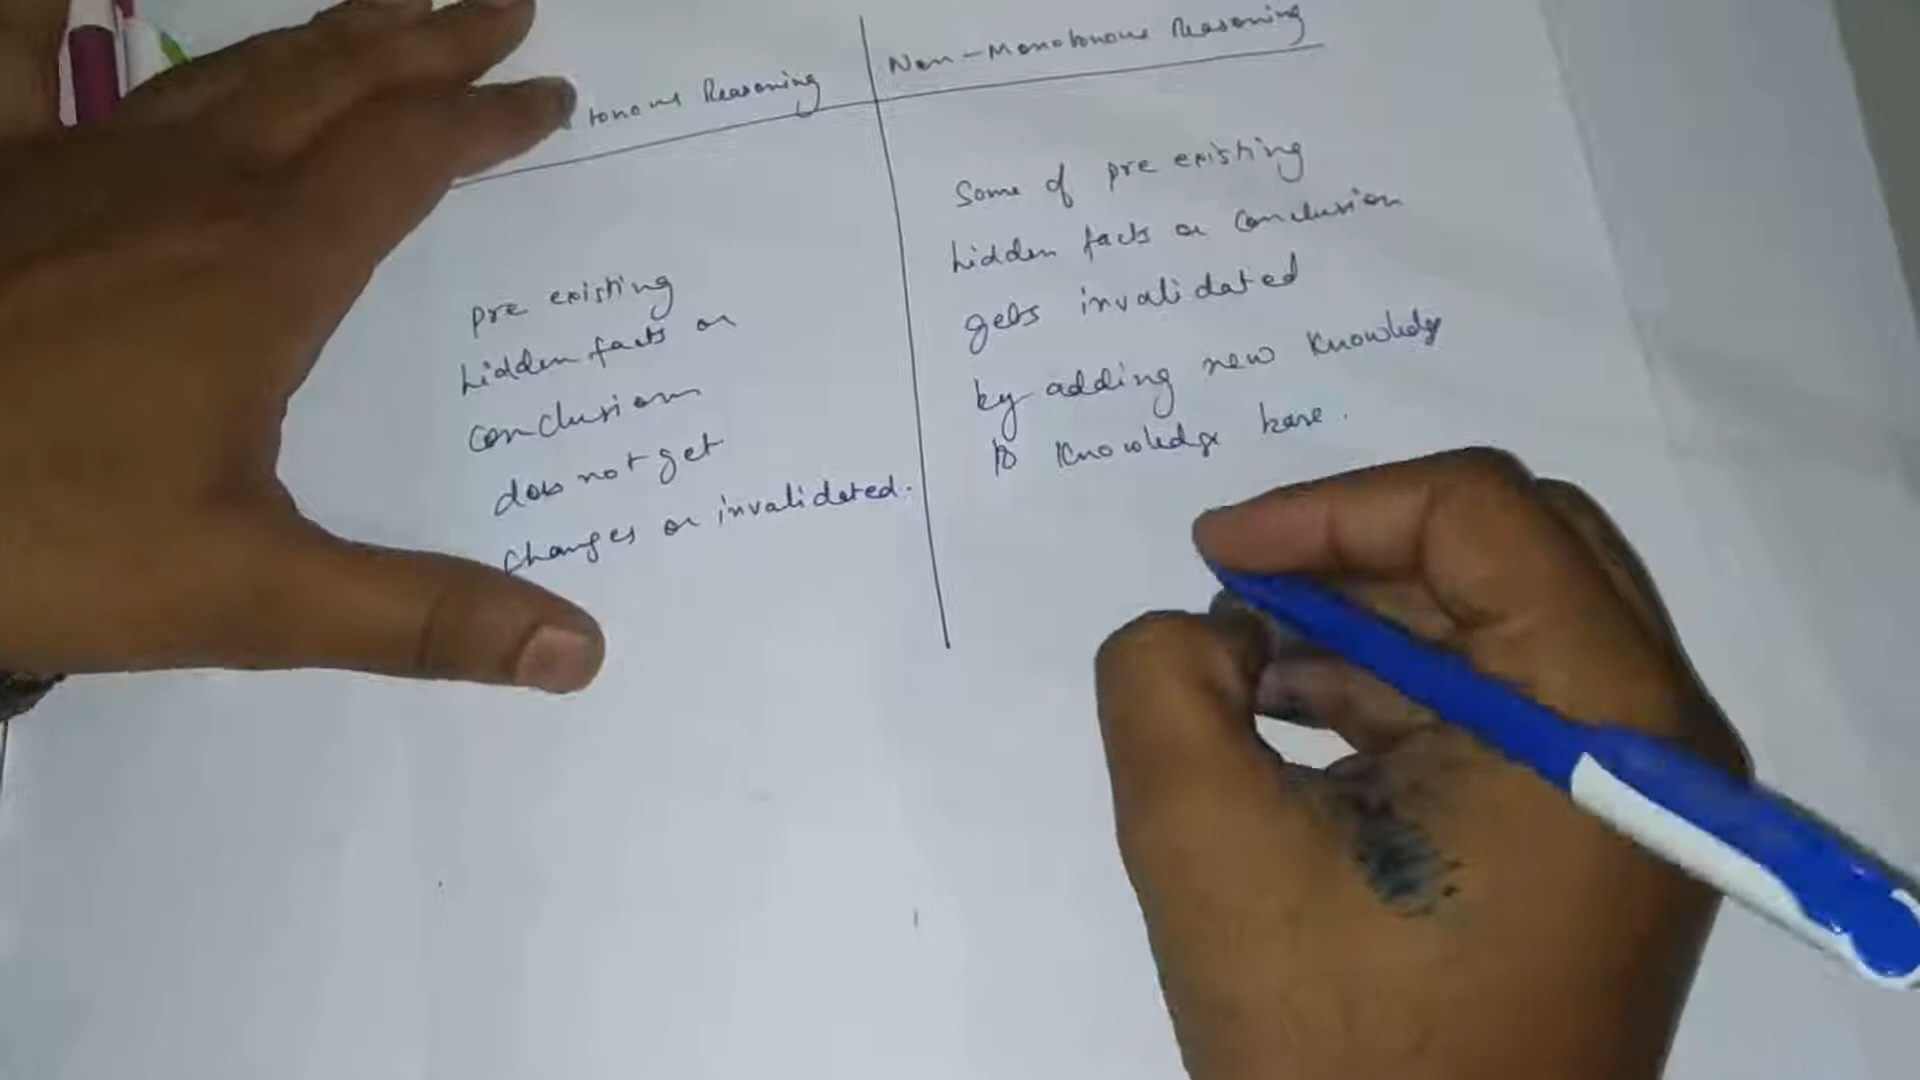 tonous Reasoning
pre existing
hidden facts or
conclusion
does not get
changes or invalidated.
Non-Monotonous Reasoning
Some of pre existing
hidden facts or conclusion
gets invalidated
by adding new knowledge
to knowledge base.